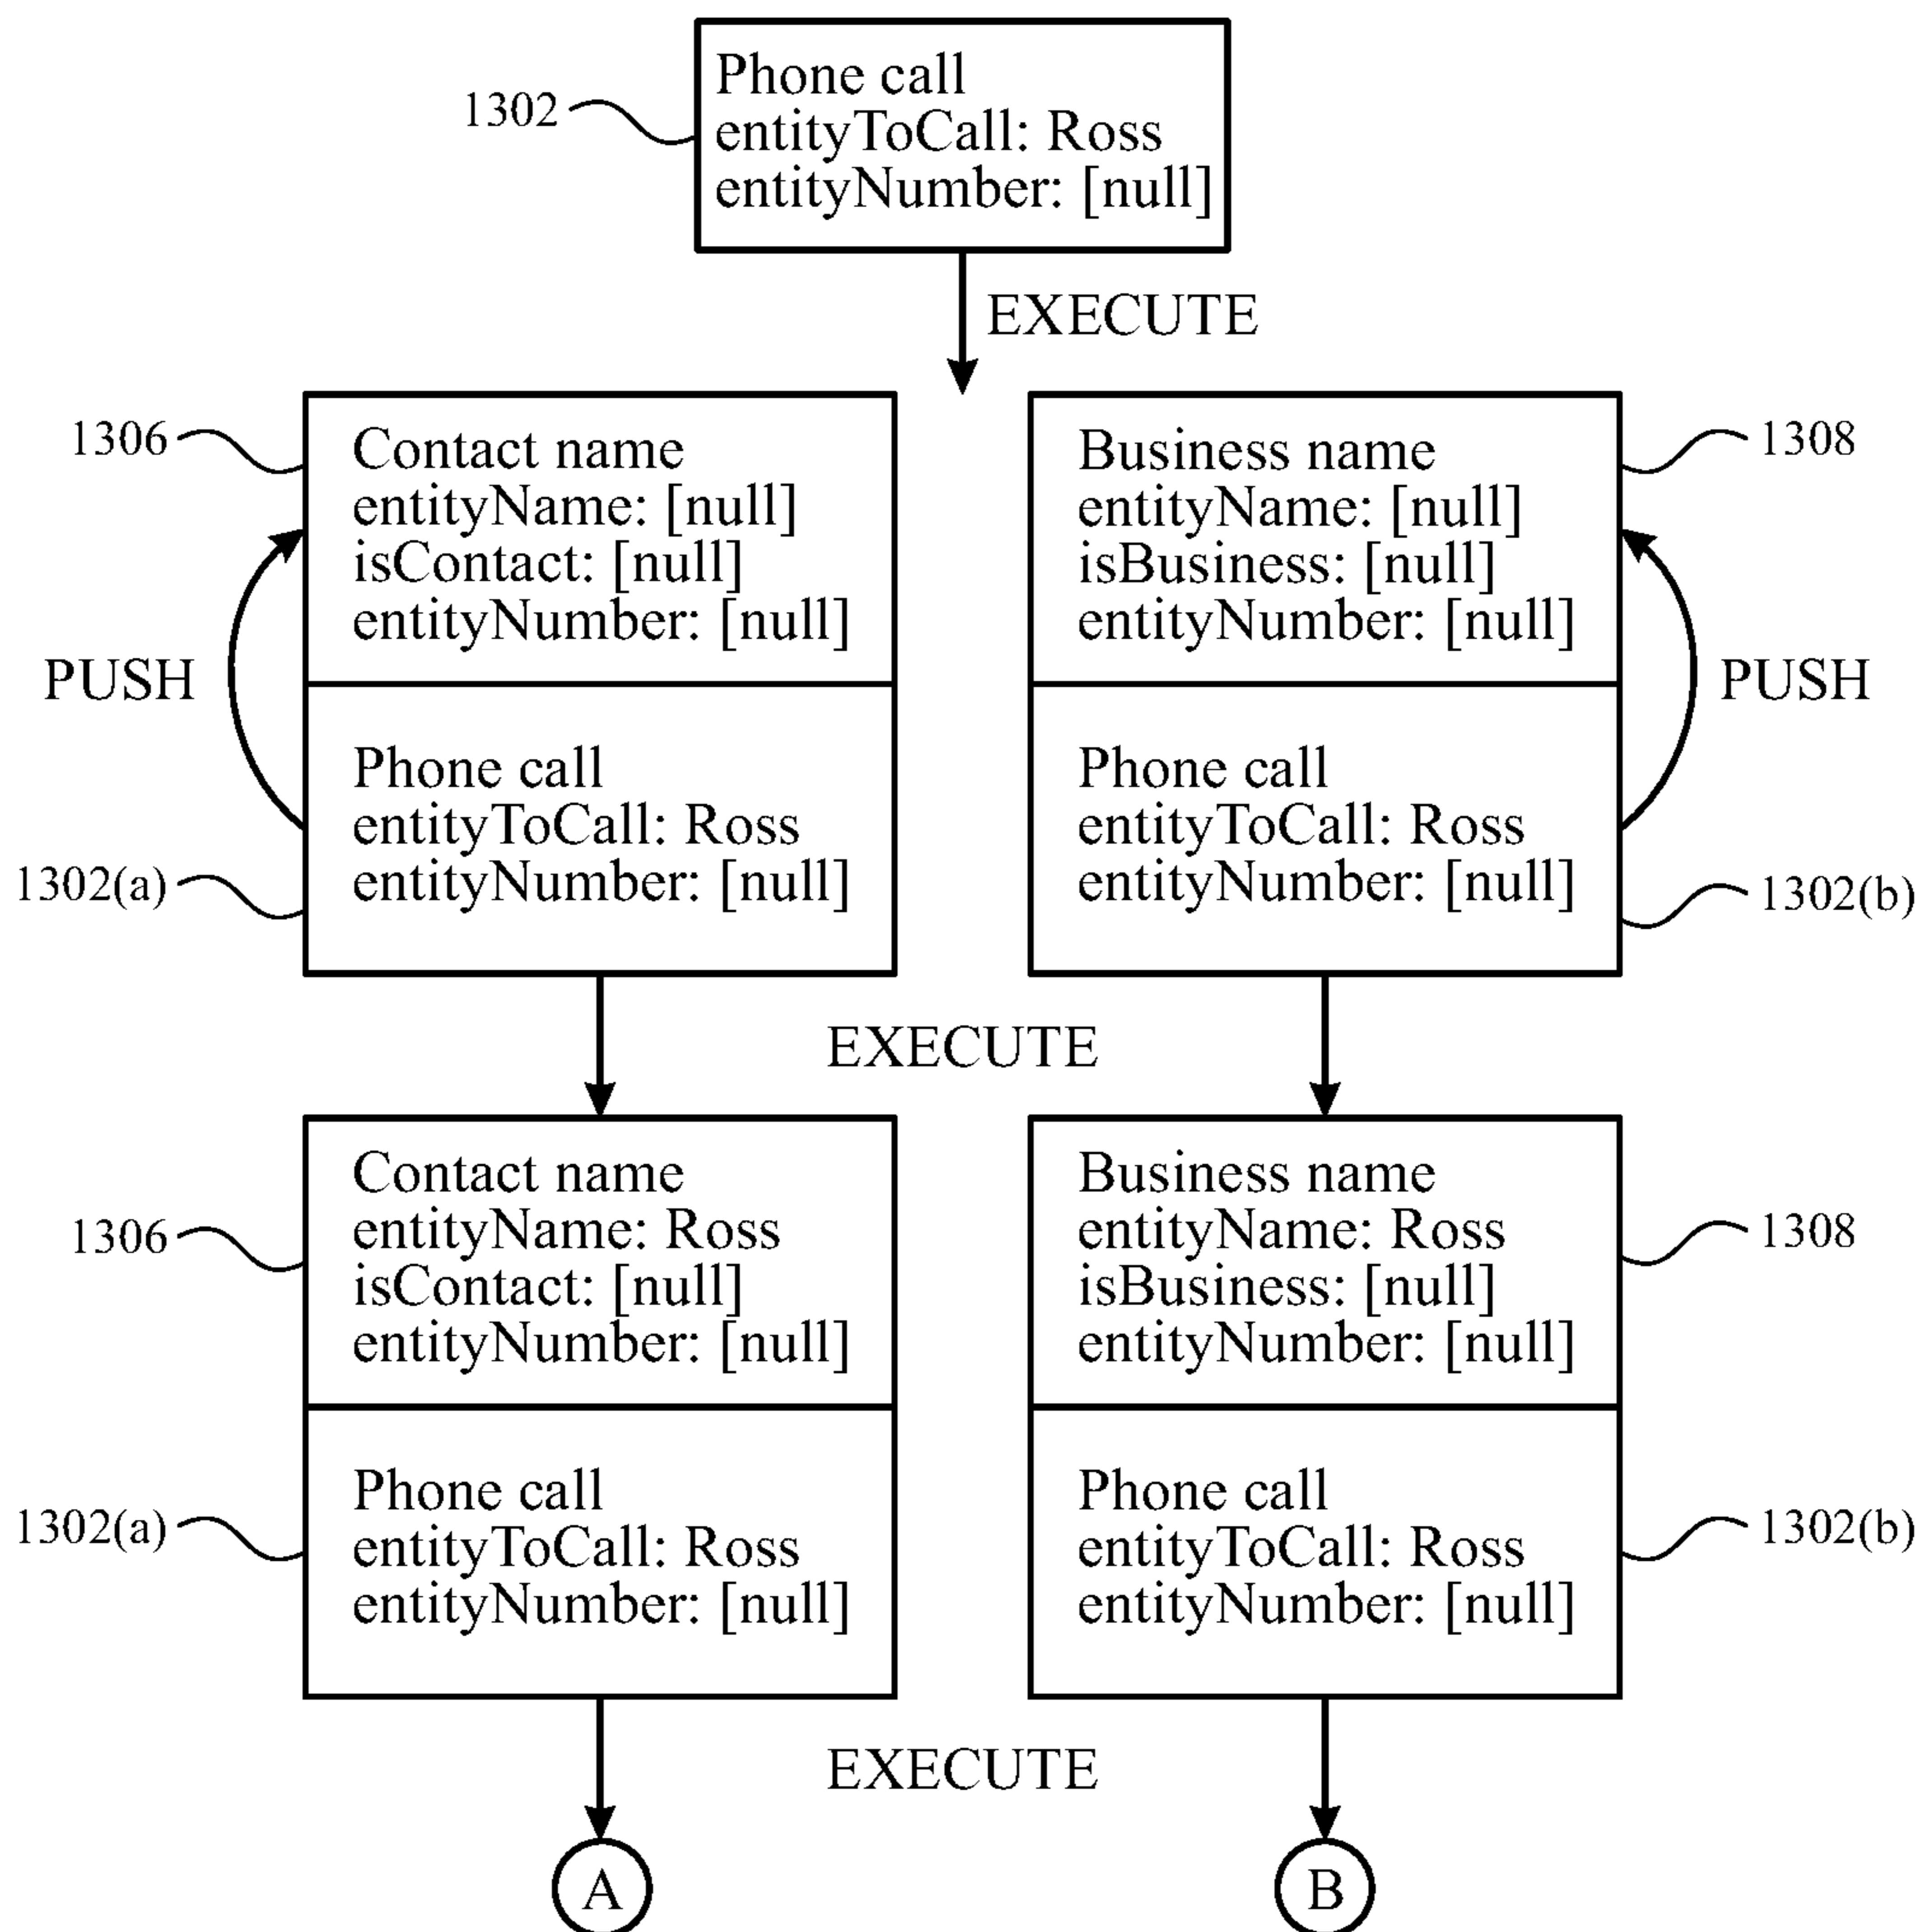 Phone call
1302
entityToCall: Ross
entityNumber: [null]
EXECUTE
1306
Contact name
entityName: [null]
isContact: [null]
entityNumber: [null]
Business name
entityName: [null]
isBusiness: [null]
entityNumber: [null]
1308
PUSH
PUSH
Phone call
entityToCall: Ross
entityNumber: [null]
1302(a)
Phone call
entityToCall: Ross
entityNumber: [null]
1302(b)
EXECUTE
Contact name
entityName: Ross
isContact: [null]
entityNumber: [null]
1306
Business name
entityName: Ross
isBusiness: [null]
entityNumber: [null]
1308
Phone call
entityToCall: Ross
entityNumber: [null]
1302(a)
Phone call
entityToCall: Ross
entityNumber: [null]
1302(b)
EXECUTE
A
B